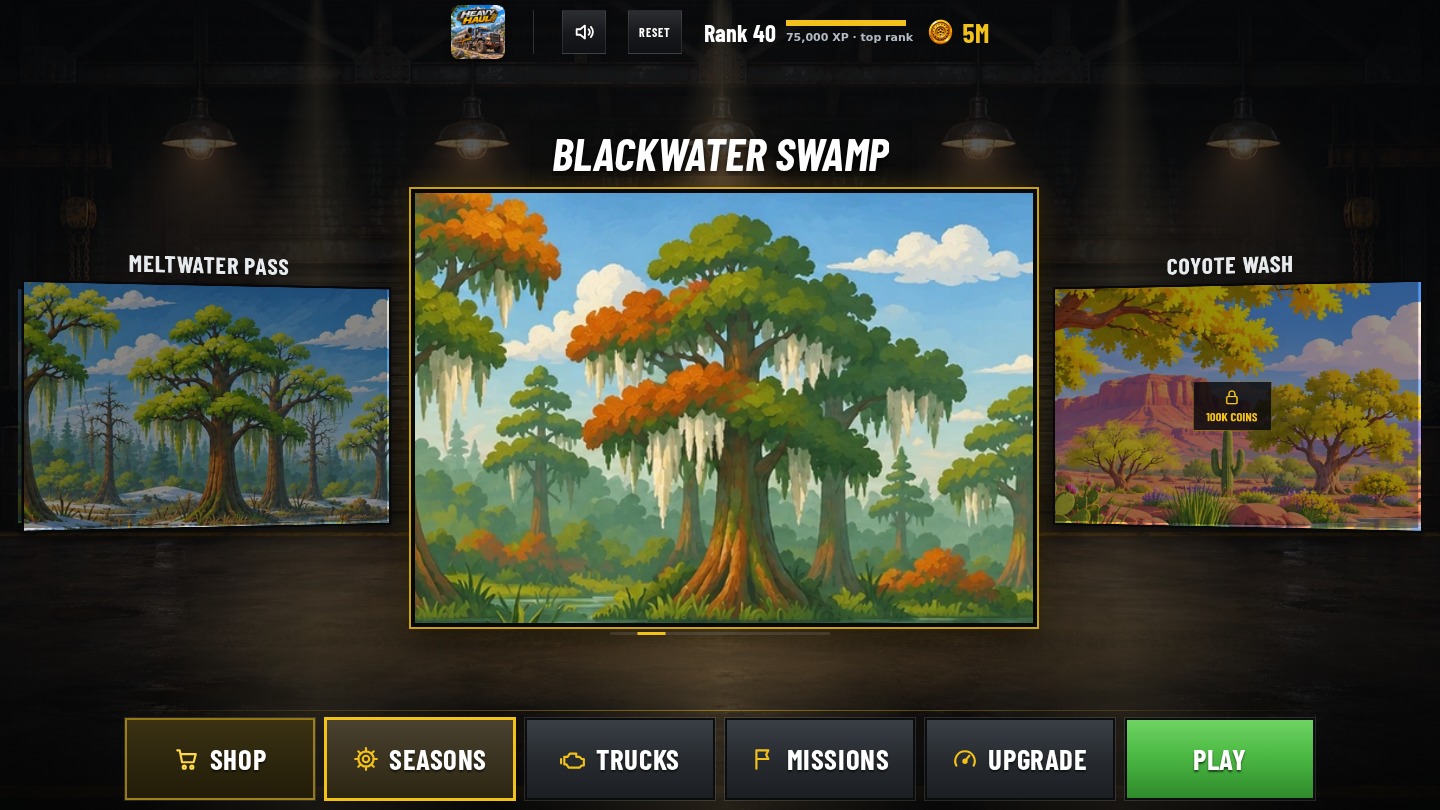 HEAVY
HAUL
RESET
Rank 40
75,000 XP · top rank
5M
BLACKWATER SWAMP
MELTWATER PASS
COYOTE WASH
100K COINS
SHOP
SEASONS
TRUCKS
MISSIONS
UPGRADE
PLAY